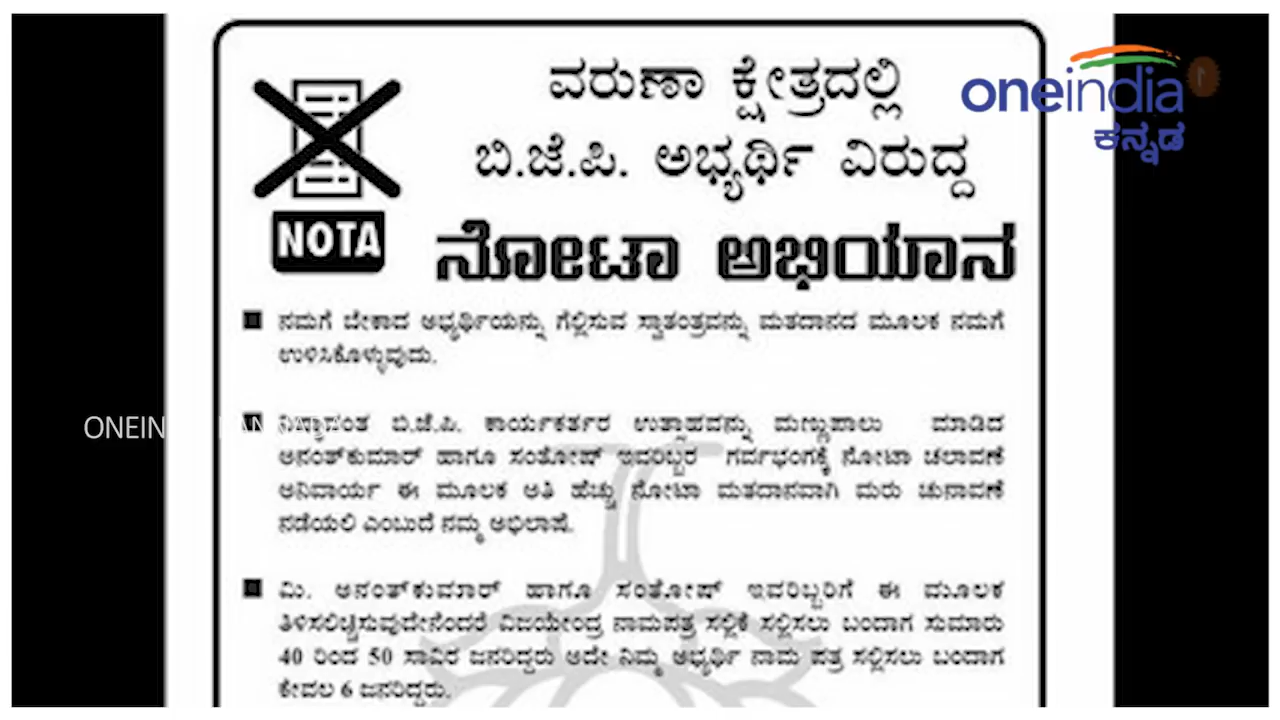 ವರುಣಾ ಕ್ಷೇತ್ರದಲ್ಲಿ
ಬಿ.ಜೆ.ಪಿ. ಅಭ್ಯರ್ಥಿ ವಿರುದ್ದ
NOTA
ನೋಟಾ ಅಭಿಯಾನ
oneindia
ಕನ್ನಡ
■ ನಮಗೆ ಬೇಕಾದ ಅಭ್ಯರ್ಥಿಯನ್ನು ಗೆಲ್ಲಿಸುವ ಸ್ವಾತಂತ್ರವನ್ನು ಮತದಾನದ ಮೂಲಕ ನಮಗೆ
ಉಳಿಸಿಕೊಳ್ಳುವುದು.
ONEIN
■ ಬಿ.ಜೆ.ಪಿ. ಕಾರ್ಯಕರ್ತರ ಉತ್ಸಾಹವನ್ನು ಮಣ್ಣುಪಾಲು ಮಾಡಿದ
ಅನಂತ್‌ಕುಮಾರ್ ಹಾಗೂ ಸಂತೋಷ್ ಇವರಿಬ್ಬರ ಗರ್ವಭಂಗಕ್ಕೆ ನೋಟಾ ಚಲಾವಣೆ
ಅನಿವಾರ್ಯ ಈ ಮೂಲಕ ಅತಿ ಹೆಚ್ಚು ನೋಟಾ ಮತದಾನವಾಗಿ ಮರು ಚುನಾವಣೆ
ನಡೆಯಲಿ ಎಂಬುದೆ ನಮ್ಮ ಅಭಿಲಾಷೆ.
■ ಮಿ. ಅನಂತ್‌ಕುಮಾರ್ ಹಾಗೂ ಸಂತೋಷ್ ಇವರಿಬ್ಬರಿಗೆ ಈ ಮೂಲಕ
ತಿಳಿಸಲಿಚ್ಚಿಸುವುದೇನೆಂದರೆ ವಿಜಯೇಂದ್ರ ನಾಮಪತ್ರ ಸಲ್ಲಿಕೆ ಸಲ್ಲಿಸಲು ಬಂದಾಗ ಸುಮಾರು
40 ರಿಂದ 50 ಸಾವಿರ ಜನರಿದ್ದರು ಅದೇ ನಿಮ್ಮ ಅಭ್ಯರ್ಥಿ ನಾಮ ಪತ್ರ ಸಲ್ಲಿಸಲು ಬಂದಾಗ
ಕೇವಲ 6 ಜನರಿದ್ದರು.